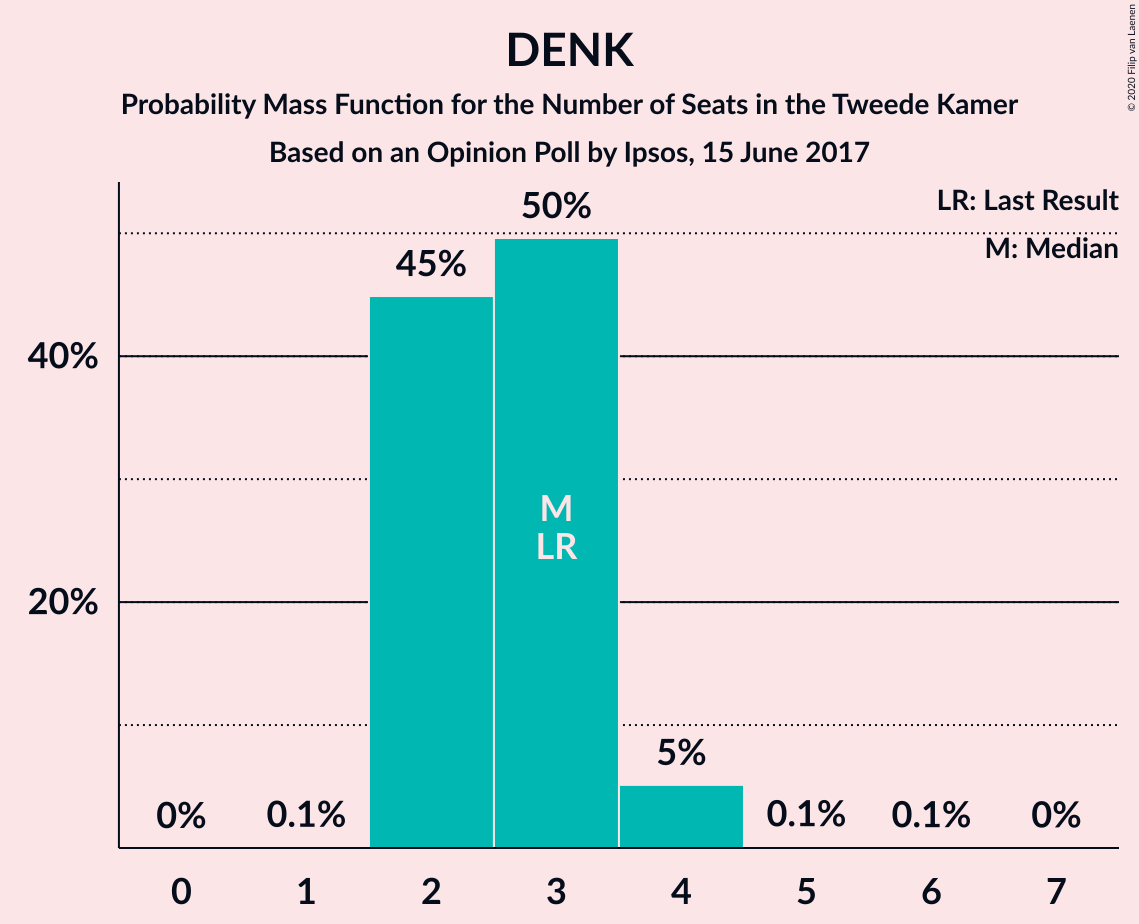 DENK
Probability Mass Function for the Number of Seats in the Tweede Kamer
Based on an Opinion Poll by Ipsos, 15 June 2017
© 2020 Filip van Laenen
LR: Last Result
M: Median
50%
45%
40%
M
LR
20%
5%
0%
0.1%
0.1%
0.1%
0%
0 1 2 3 4 5 6 7